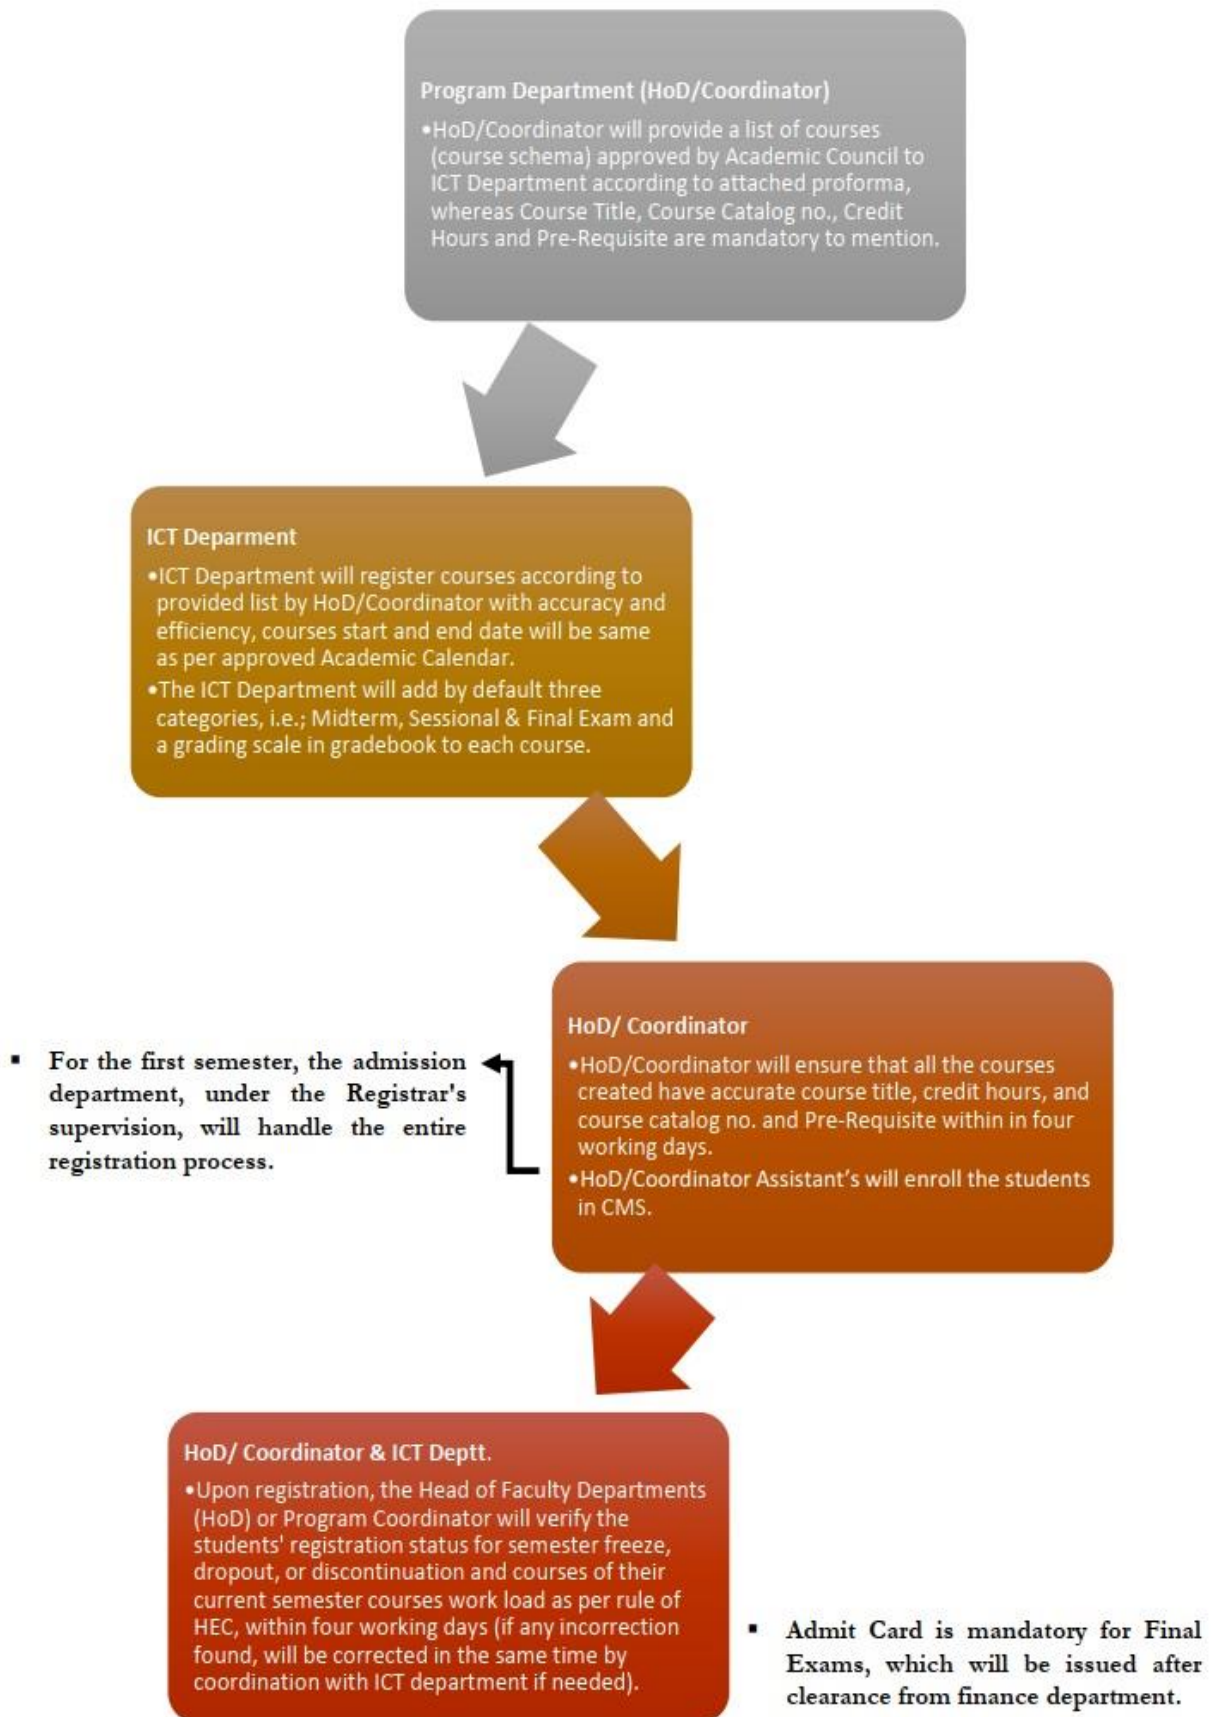 Program Department (HoD/Coordinator)
•HoD/Coordinator will provide a list of courses
(course schema) approved by Academic Council to
ICT Department according to attached proforma,
whereas Course Title, Course Catalog no., Credit
Hours and Pre-Requisite are mandatory to mention.
ICT Deparment
•ICT Department will register courses according to
provided list by HoD/Coordinator with accuracy and
efficiency, courses start and end date will be same
as per approved Academic Calendar.
•The ICT Department will add by default three
categories, i.e.; Midterm, Sessional & Final Exam and
a grading scale in gradebook to each course.
HoD/ Coordinator
•HoD/Coordinator will ensure that all the courses
created have accurate course title, credit hours, and
course catalog no. and Pre-Requisite within in four
working days.
•HoD/Coordinator Assistant’s will enroll the students
in CMS.
▪ For the first semester, the admission
department, under the Registrar's
supervision, will handle the entire
registration process.
HoD/ Coordinator & ICT Deptt.
•Upon registration, the Head of Faculty Departments
(HoD) or Program Coordinator will verify the
students' registration status for semester freeze,
dropout, or discontinuation and courses of their
current semester courses work load as per rule of
HEC, within four working days (if any incorrection
found, will be corrected in the same time by
coordination with ICT department if needed).
▪ Admit Card is mandatory for Final
Exams, which will be issued after
clearance from finance department.